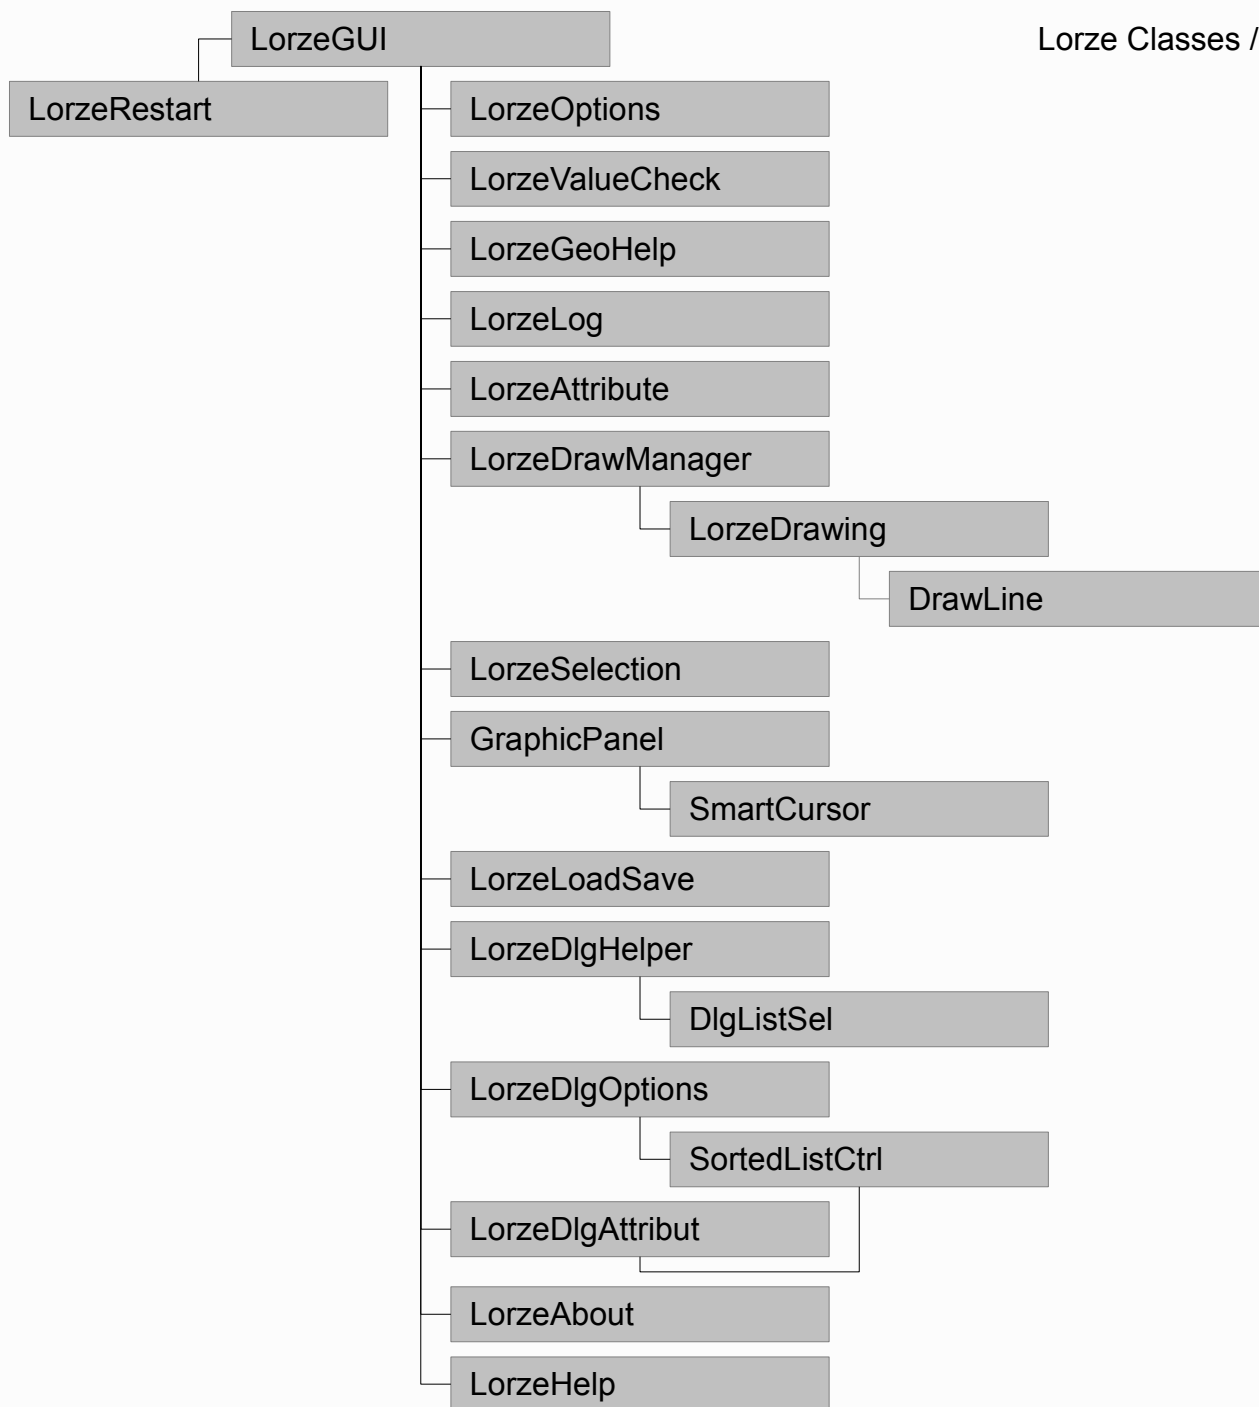 LorzeGUI
Lorze Classes /
LorzeRestart
LorzeOptions
LorzeValueCheck
LorzeGeoHelp
LorzeLog
LorzeAttribute
LorzeDrawManager
LorzeDrawing
DrawLine
LorzeSelection
GraphicPanel
SmartCursor
LorzeLoadSave
LorzeDlgHelper
DlgListSel
LorzeDlgOptions
SortedListCtrl
LorzeDlgAttribut
LorzeAbout
LorzeHelp